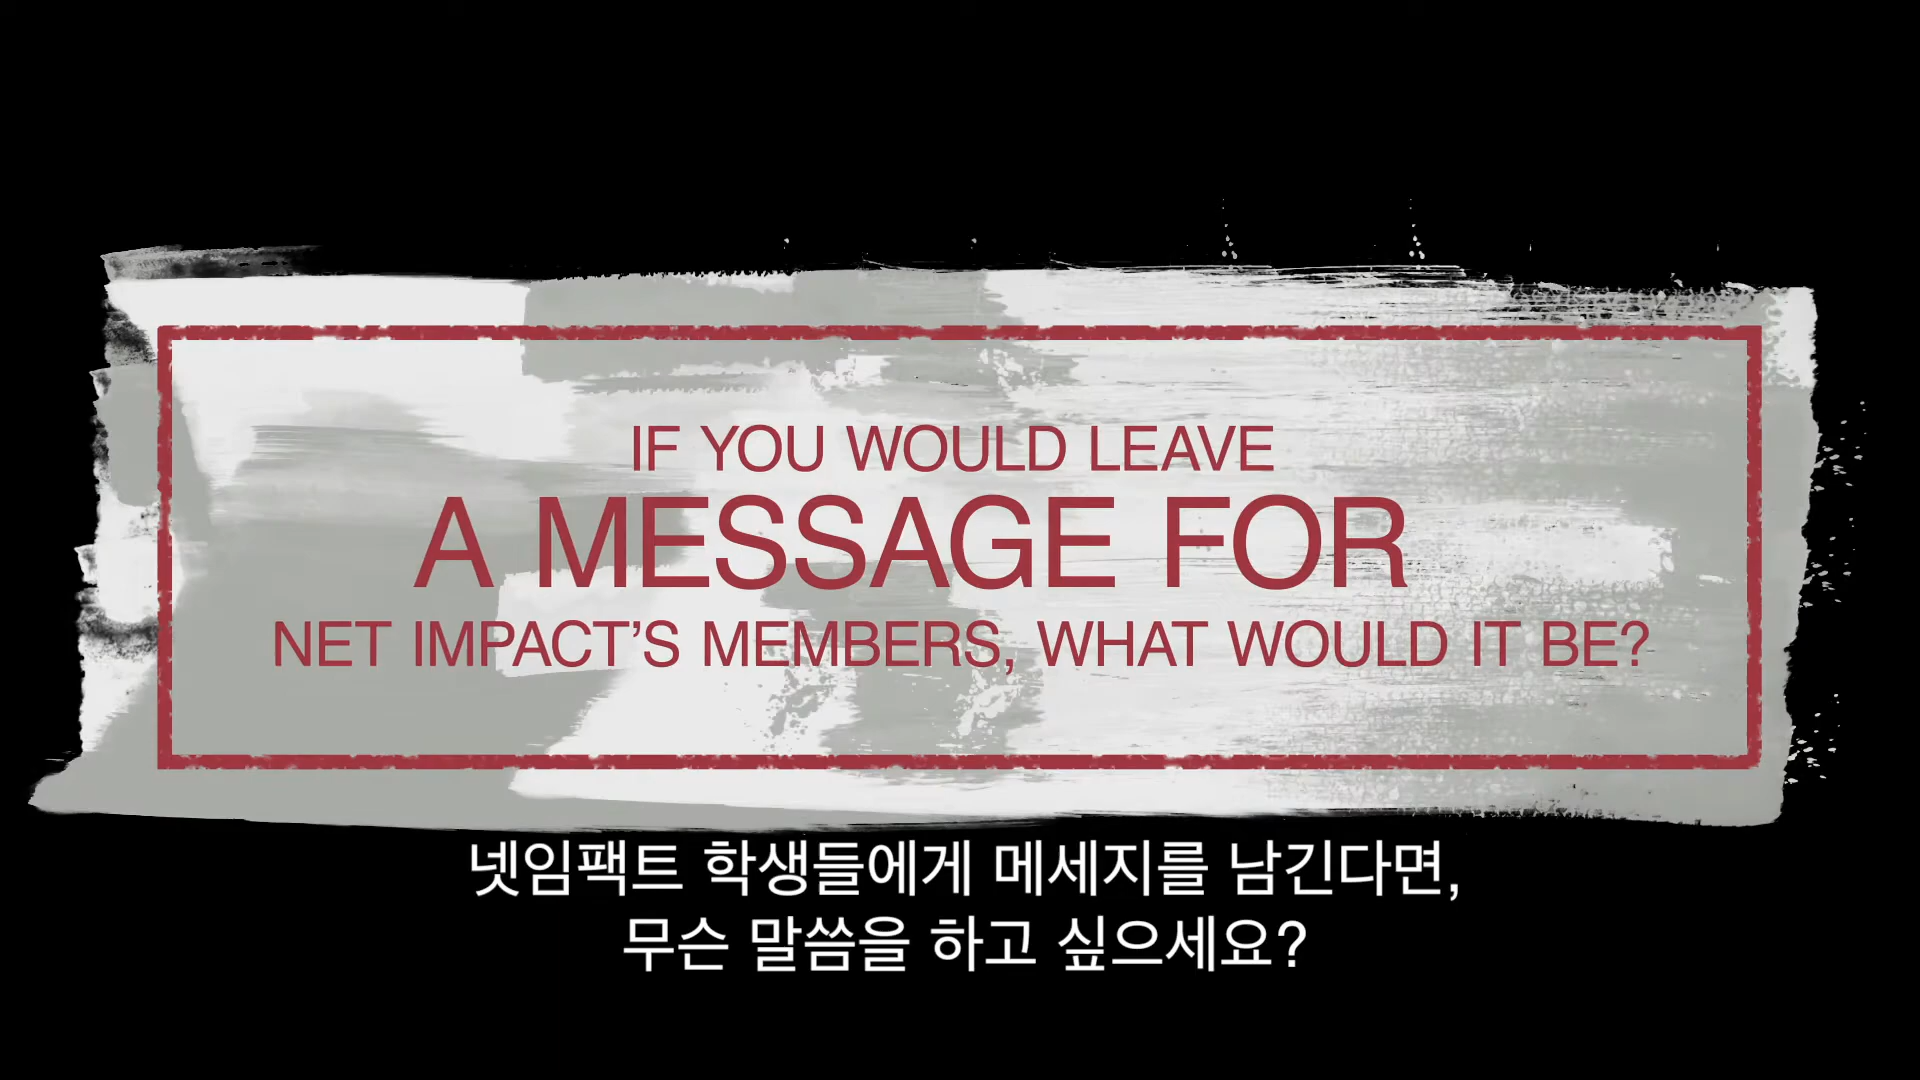 IF YOU WOULD LEAVE
A MESSAGE FOR
NET IMPACT’S MEMBERS, WHAT WOULD IT BE?
넷임팩트 학생들에게 메세지를 남긴다면,
무슨 말씀을 하고 싶으세요?